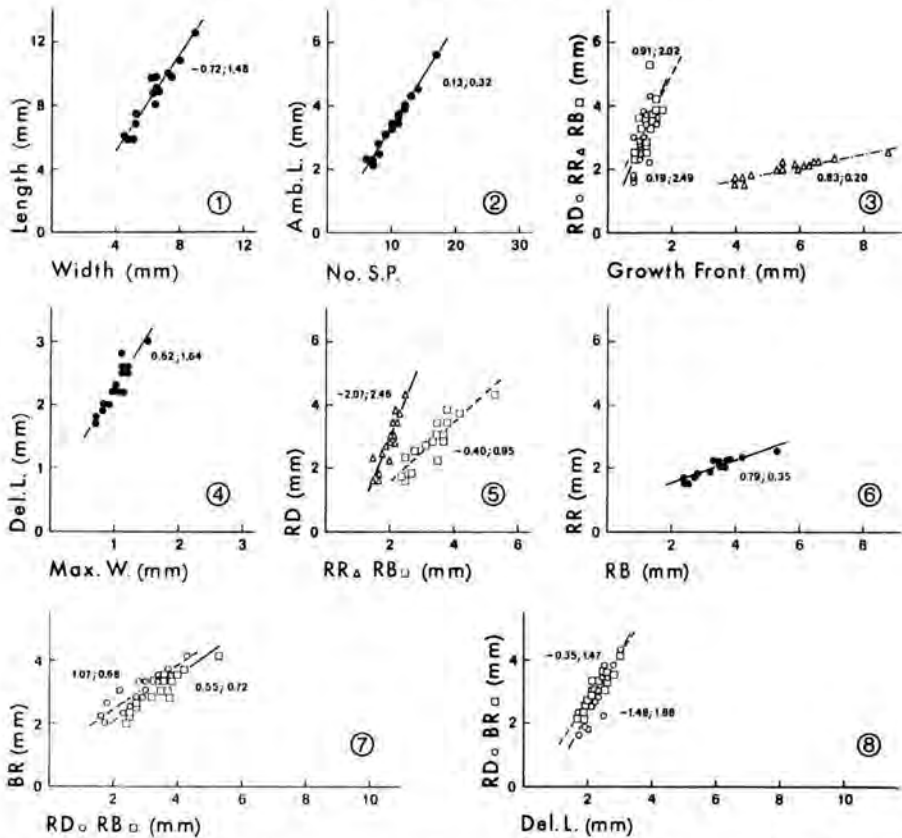 Length (mm)
12
8
4
0
4 8 12
-0.72; 1.48
①
Width (mm)
Amb. L. (mm)
6
4
2
0
10 20 30
0.13; 0.32
②
No. S.P.
RD○ RR△ RB□ (mm)
6
4
2
0
2 4 6 8
0.91; 2.02
0.19; 2.49
0.83; 0.20
③
Growth Front (mm)
Del. L. (mm)
3
2
1
0
1 2 3
0.62; 1.64
④
Max. W. (mm)
RD (mm)
6
4
2
0
2 4 6
-2.07; 2.46
-0.40; 0.95
⑤
RR△ RB□ (mm)
RR (mm)
6
4
2
0
2 4 6 8
0.79; 0.35
⑥
RB (mm)
BR (mm)
4
2
0
2 4 6 8 10
1.07; 0.68
0.55; 0.72
⑦
RD○ RB□ (mm)
RD○ BR□ (mm)
4
2
0
2 4 6 8 10
-0.35; 1.47
-1.48; 1.88
⑧
Del. L. (mm)